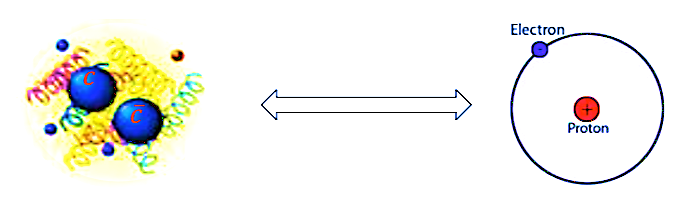 C
C̄
Electron
-
+
Proton